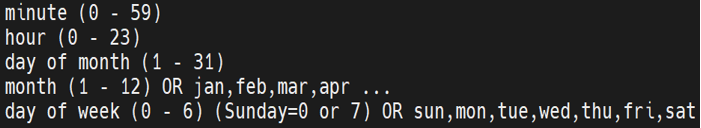 minute (0 - 59)
hour (0 - 23)
day of month (1 - 31)
month (1 - 12) OR jan,feb,mar,apr ...
day of week (0 - 6) (Sunday=0 or 7) OR sun,mon,tue,wed,thu,fri,sat